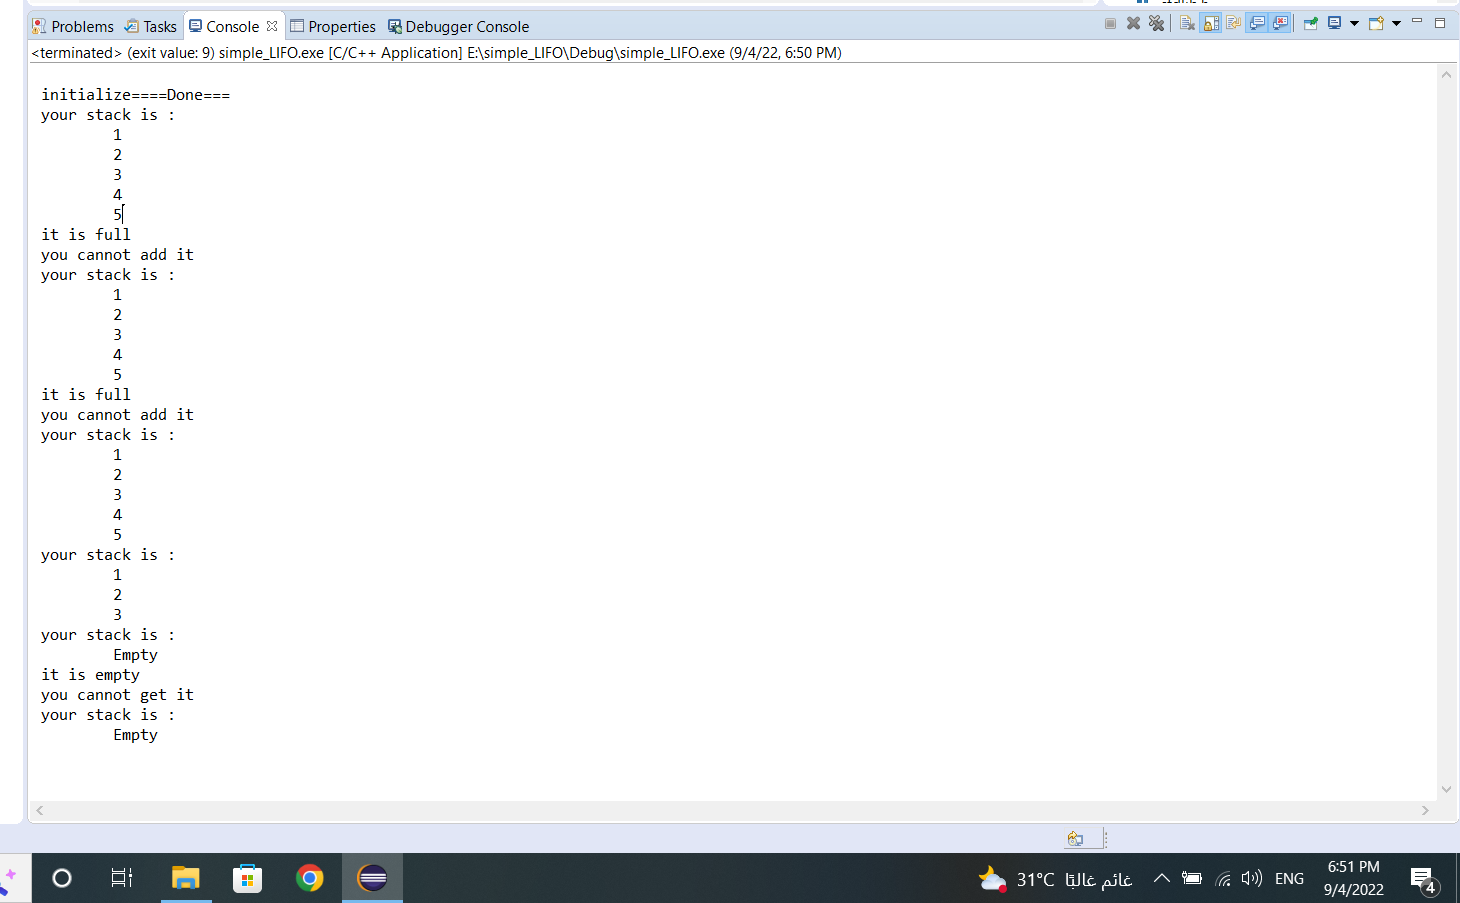 Problems Tasks Console Properties Debugger Console
<terminated> (exit value: 9) simple_LIFO.exe [C/C++ Application] E:\simple_LIFO\Debug\simple_LIFO.exe (9/4/22, 6:50 PM)
initialize====Done===
your stack is :
1
2
3
4
5
it is full
you cannot add it
your stack is :
1
2
3
4
5
it is full
you cannot add it
your stack is :
1
2
3
4
5
your stack is :
1
2
3
your stack is :
Empty
it is empty
you cannot get it
your stack is :
Empty
31°C غائم غالبًا ENG 6:51 PM
9/4/2022
4